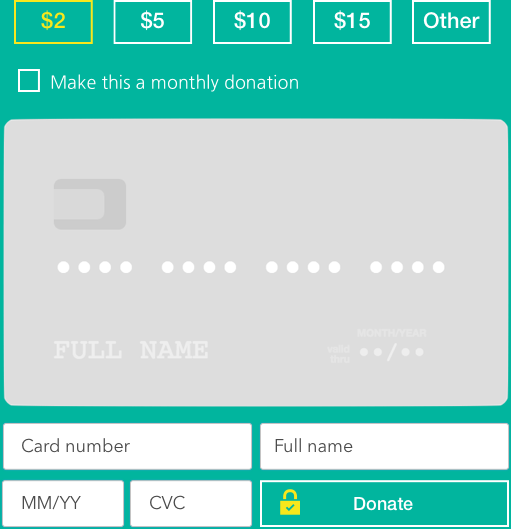 $2 $5 $10 $15 Other
Make this a monthly donation
MONTH/YEAR
FULL NAME valid thru ••/••
Card number Full name
MM/YY CVC Donate